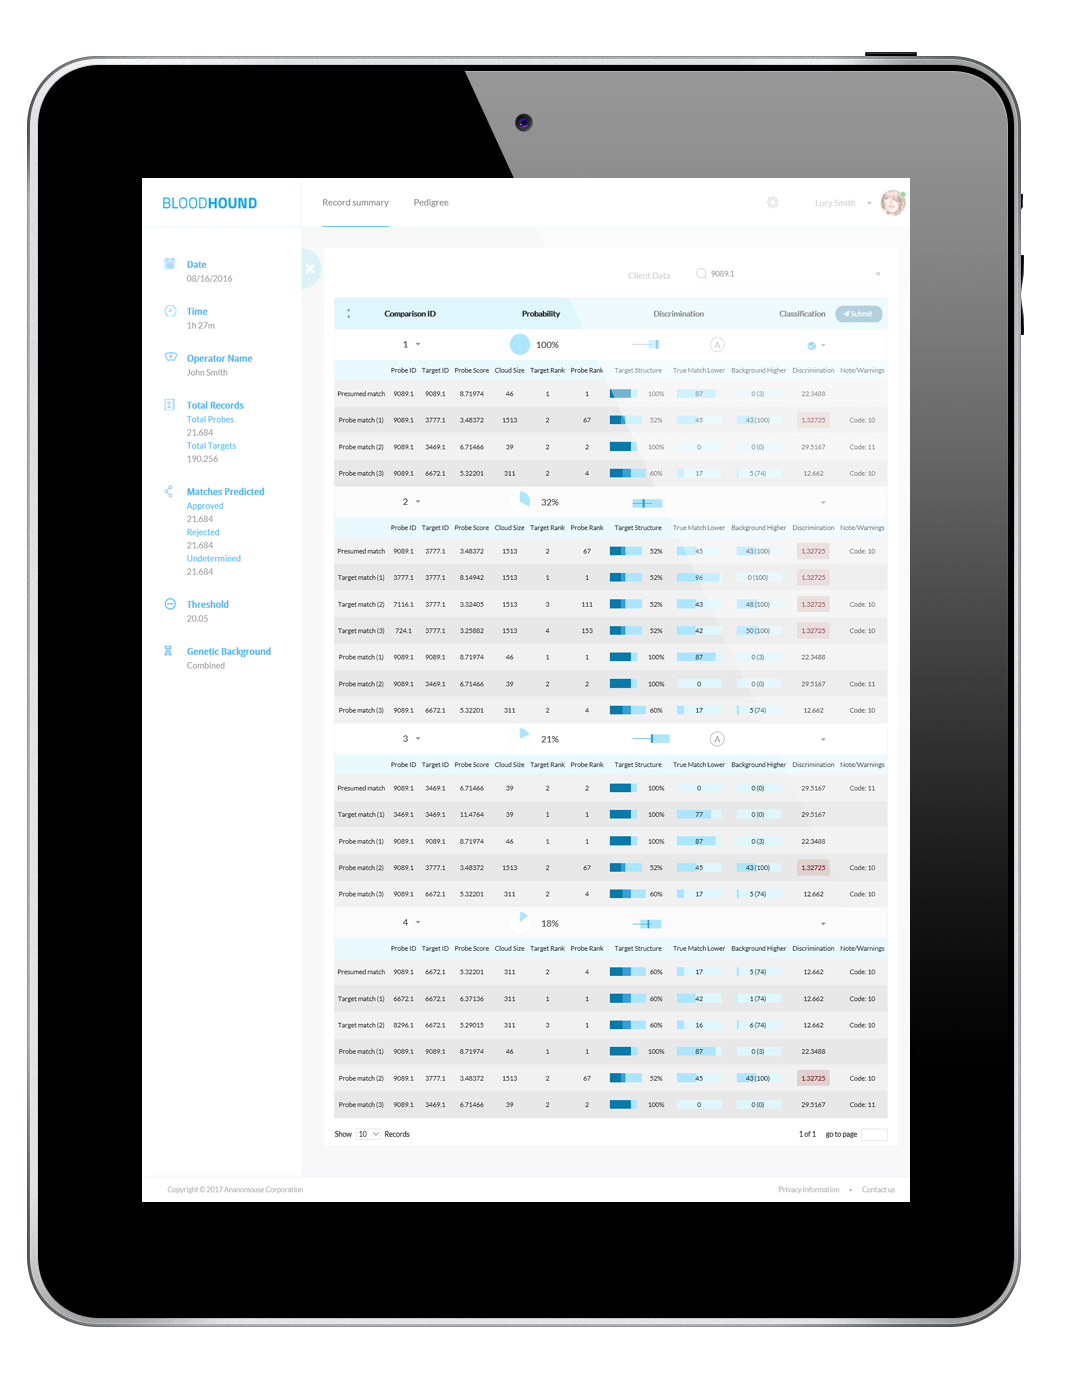 BLOODHOUND
Record summary Pedigree Lucy Smith
Date
08/16/2016
Time
1h 27m
Operator Name
John Smith
Total Records
Total Probes
21.684
Total Targets
190.256
Matches Predicted
Approved
21.684
Rejected
21.684
Undetermined
21.684
Threshold
20.05
Genetic Background
Combined
Client Data 9089.1 ×
Comparison ID Probability Discrimination Classification Submit
1 100% A
Probe ID Target ID Probe Score Cloud Size Target Rank Probe Rank Target Structure True Match Lower Background Higher Discrimination Note/Warnings
Presumed match 9089.1 9089.1 8.71974 46 1 1 100% 87 0 (3) 22.3488
Probe match (1) 9089.1 3777.1 3.48372 1513 2 67 52% 45 43 (100) 1.32725 Code: 10
Probe match (2) 9089.1 3469.1 6.71466 39 2 2 100% 0 0 (0) 29.5167 Code: 11
Probe match (3) 9089.1 6672.1 5.32201 311 2 4 60% 17 5 (74) 12.662 Code: 10
2 32%
Probe ID Target ID Probe Score Cloud Size Target Rank Probe Rank Target Structure True Match Lower Background Higher Discrimination Note/Warnings
Presumed match 9089.1 3777.1 3.48372 1513 2 67 52% 45 43 (100) 1.32725 Code: 10
Target match (1) 3777.1 3777.1 8.14942 1513 1 1 52% 96 0 (100) 1.32725
Target match (2) 7116.1 3777.1 3.32405 1513 3 111 52% 43 48 (100) 1.32725 Code: 10
Target match (3) 724.1 3777.1 3.25882 1513 4 153 52% 42 50 (100) 1.32725 Code: 10
Probe match (1) 9089.1 9089.1 8.71974 46 1 1 100% 87 0 (3) 22.3488
Probe match (2) 9089.1 3469.1 6.71466 39 2 2 100% 0 0 (0) 29.5167 Code: 11
Probe match (3) 9089.1 6672.1 5.32201 311 2 4 60% 17 5 (74) 12.662 Code: 10
3 21% A
Probe ID Target ID Probe Score Cloud Size Target Rank Probe Rank Target Structure True Match Lower Background Higher Discrimination Note/Warnings
Presumed match 9089.1 3469.1 6.71466 39 2 2 100% 0 0 (0) 29.5167 Code: 11
Target match (1) 3469.1 3469.1 11.4764 39 1 1 100% 77 0 (0) 29.5167
Probe match (1) 9089.1 9089.1 8.71974 46 1 1 100% 87 0 (3) 22.3488
Probe match (2) 9089.1 3777.1 3.48372 1513 2 67 52% 45 43 (100) 1.32725 Code: 10
Probe match (3) 9089.1 6672.1 5.32201 311 2 4 60% 17 5 (74) 12.662 Code: 10
4 18%
Probe ID Target ID Probe Score Cloud Size Target Rank Probe Rank Target Structure True Match Lower Background Higher Discrimination Note/Warnings
Presumed match 9089.1 6672.1 5.32201 311 2 4 60% 17 5 (74) 12.662 Code: 10
Target match (1) 6672.1 6672.1 6.37136 311 1 1 60% 42 1 (74) 12.662 Code: 10
Target match (2) 8296.1 6672.1 5.29015 311 3 1 60% 16 6 (74) 12.662 Code: 10
Probe match (1) 9089.1 9089.1 8.71974 46 1 1 100% 87 0 (3) 22.3488
Probe match (2) 9089.1 3777.1 3.48372 1513 2 67 52% 45 43 (100) 1.32725 Code: 10
Probe match (3) 9089.1 3469.1 6.71466 39 2 2 100% 0 0 (0) 29.5167 Code: 11
Show 10 Records 1 of 1 go to page
Copyright © 2017 Ananomouse Corporation Privacy Information • Contact us